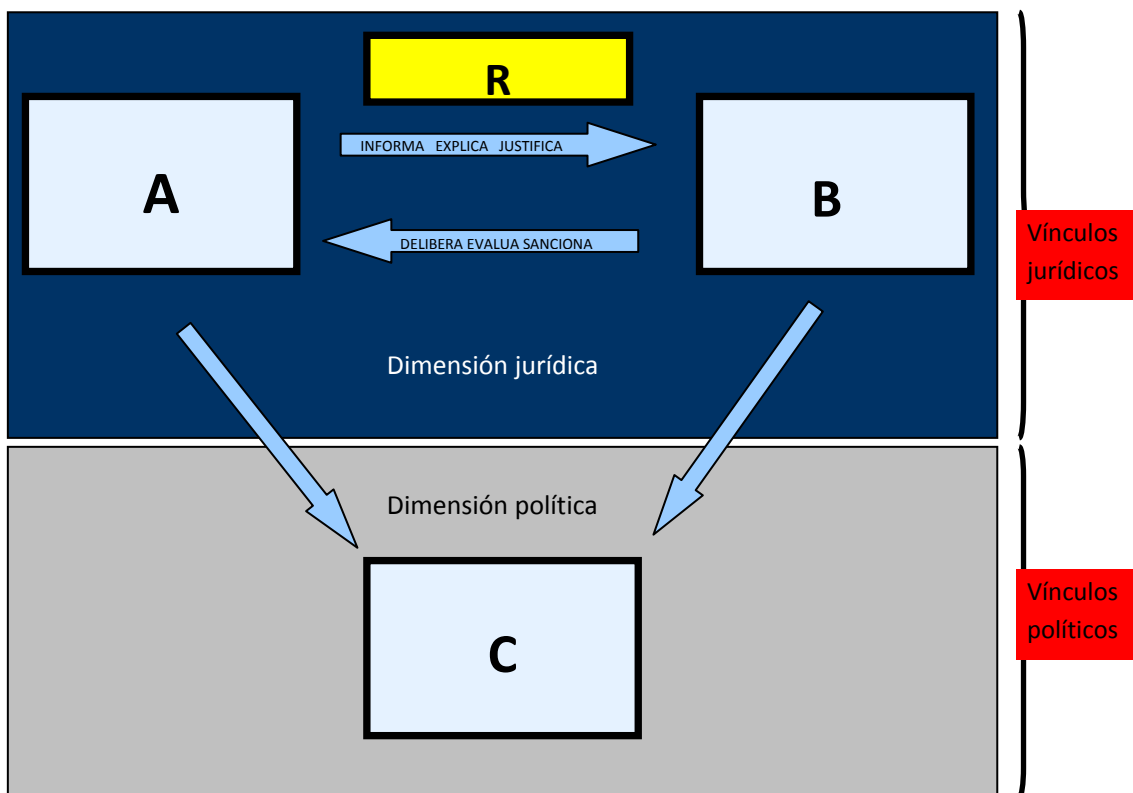 R
A
INFORMA EXPLICA JUSTIFICA
B
DELIBERA EVALUA SANCIONA
Vínculos
jurídicos
Dimensión jurídica
Dimensión política
C
Vínculos
políticos